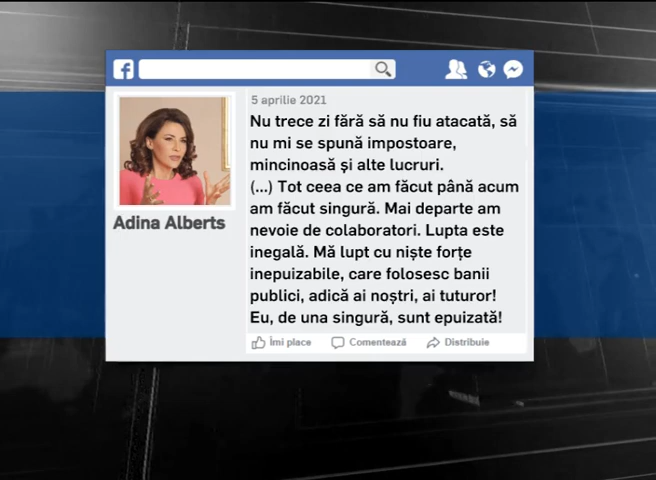 5 aprilie 2021
Nu trece zi fără să nu fiu atacată, să
nu mi se spună impostoare,
mincinoasă și alte lucruri.
(...) Tot ceea ce am făcut până acum
am făcut singură. Mai departe am
nevoie de colaboratori. Lupta este
inegală. Mă lupt cu niște forțe
inepuizabile, care folosesc banii
publici, adică ai noștri, ai tuturor!
Eu, de una singură, sunt epuizată!
Adina Alberts
Îmi place Comentează Distribuie